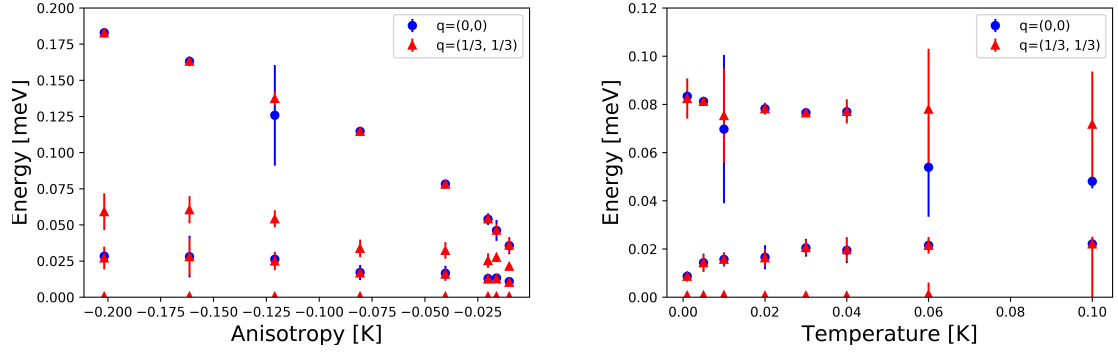 0.200
0.175
0.150
0.125
0.100
0.075
0.050
0.025
0.000
Energy [meV]
q=(0,0)
q=(1/3, 1/3)
−0.200 −0.175 −0.150 −0.125 −0.100 −0.075 −0.050 −0.025
Anisotropy [K]
0.12
0.10
0.08
0.06
0.04
0.02
0.00
Energy [meV]
q=(0,0)
q=(1/3, 1/3)
0.00 0.02 0.04 0.06 0.08 0.10
Temperature [K]